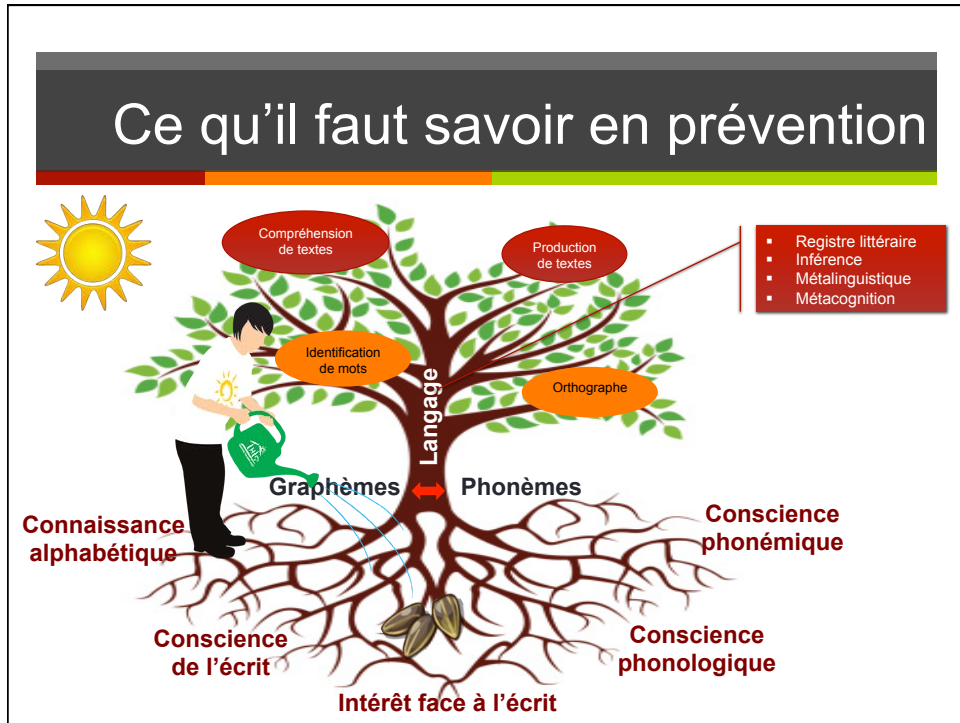 Ce qu'il faut savoir en prévention
Compréhension
de textes
Production
de textes
▪ Registre littéraire
▪ Inférence
▪ Métalinguistique
▪ Métacognition
Identification
de mots
Orthographe
Langage
Graphèmes
Phonèmes
Connaissance
alphabétique
Conscience
phonémique
Conscience
de l'écrit
Conscience
phonologique
Intérêt face à l'écrit